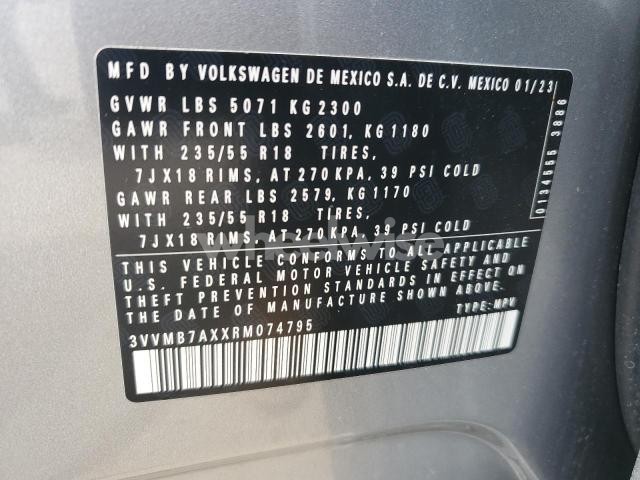 MFD BY VOLKSWAGEN DE MEXICO S.A. DE C.V. MEXICO 01/23
GVWR LBS 5071 KG 2300
GAWR FRONT LBS 2601, KG 1180
WITH 235/55 R18 TIRES,
7JX18 RIMS, AT 270 KPA, 39 PSI COLD
GAWR REAR LBS 2579, KG 1170
WITH 235/55 R18 TIRES,
7JX18 RIMS, AT 270 KPA, 39 PSI COLD
THIS VEHICLE CONFORMS TO ALL APPLICABLE
U.S. FEDERAL MOTOR VEHICLE SAFETY AND
THEFT PREVENTION STANDARDS IN EFFECT ON
THE DATE OF MANUFACTURE SHOWN ABOVE.
TYPE: MPV
3VVMB7AXXRM074795
0134555 3886
wheelwise